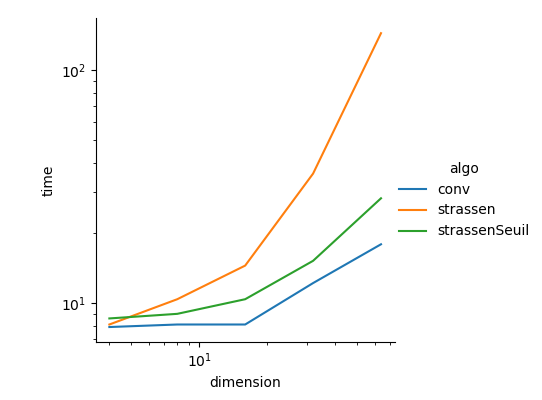 10²
time
10¹
10¹
dimension
algo
conv
strassen
strassenSeuil